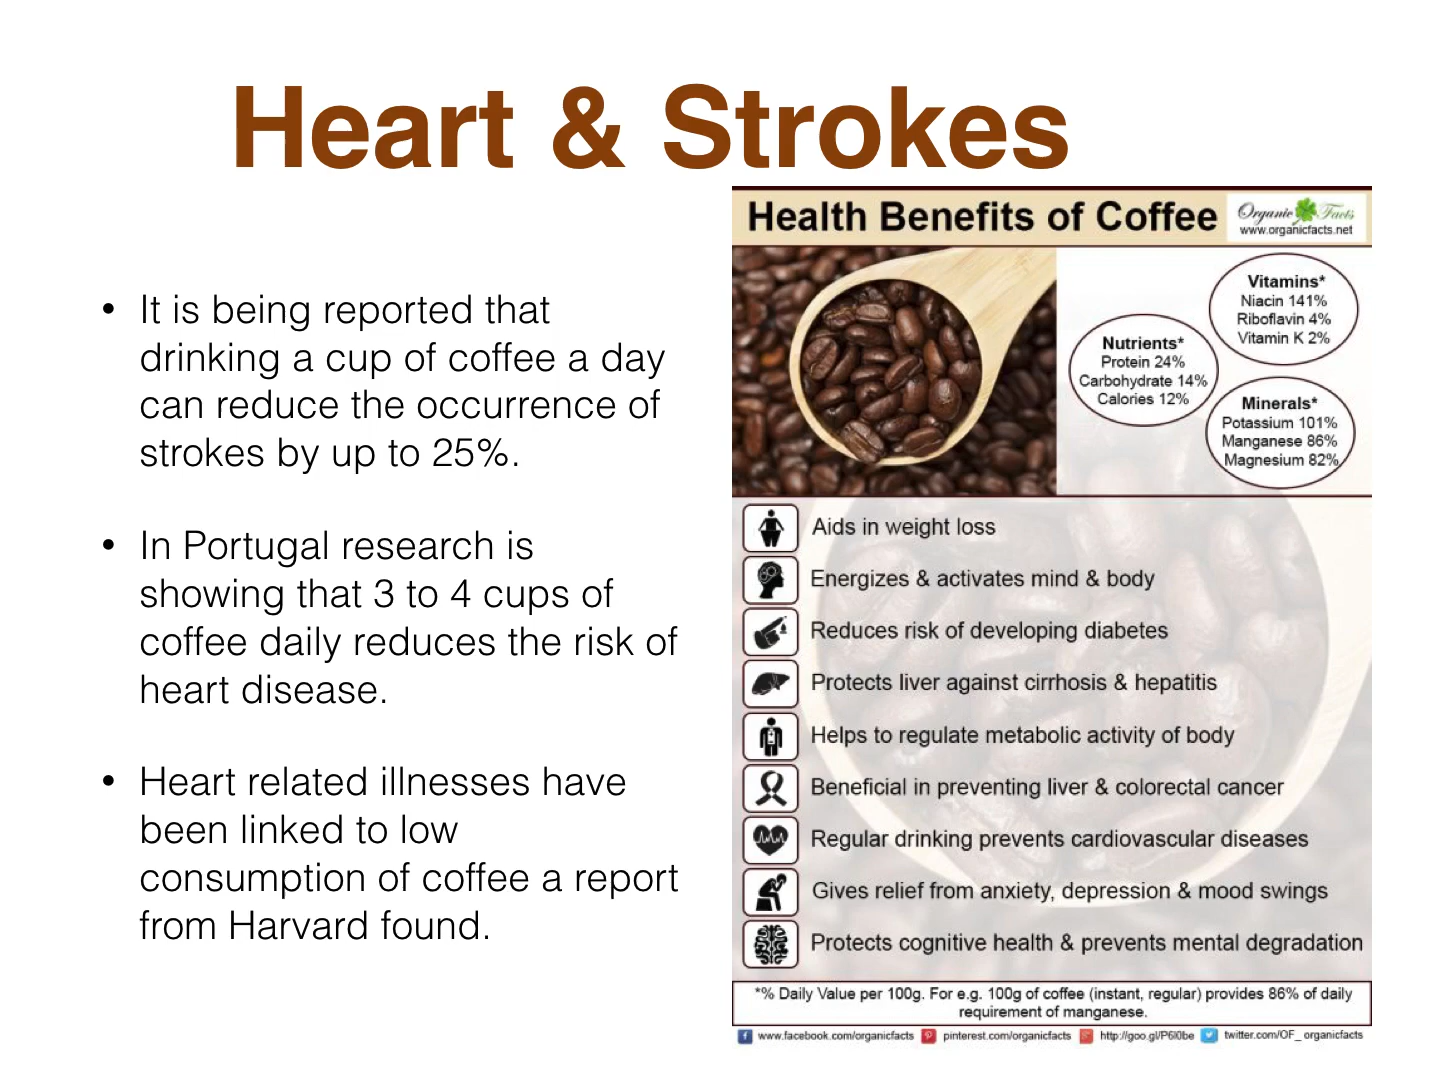 Heart & Strokes
• It is being reported that
drinking a cup of coffee a day
can reduce the occurrence of
strokes by up to 25%.
• In Portugal research is
showing that 3 to 4 cups of
coffee daily reduces the risk of
heart disease.
• Heart related illnesses have
been linked to low
consumption of coffee a report
from Harvard found.
Health Benefits of Coffee
Organic Facts
www.organicfacts.net
Vitamins*
Niacin 141%
Riboflavin 4%
Vitamin K 2%
Nutrients*
Protein 24%
Carbohydrate 14%
Calories 12%
Minerals*
Potassium 101%
Manganese 86%
Magnesium 82%
Aids in weight loss
Energizes & activates mind & body
Reduces risk of developing diabetes
Protects liver against cirrhosis & hepatitis
Helps to regulate metabolic activity of body
Beneficial in preventing liver & colorectal cancer
Regular drinking prevents cardiovascular diseases
Gives relief from anxiety, depression & mood swings
Protects cognitive health & prevents mental degradation
*% Daily Value per 100g. For e.g. 100g of coffee (instant, regular) provides 86% of daily
requirement of manganese.
www.facebook.com/organicfacts pinterest.com/organicfacts http://goo.gl/P6l0be twitter.com/OF_organicfacts